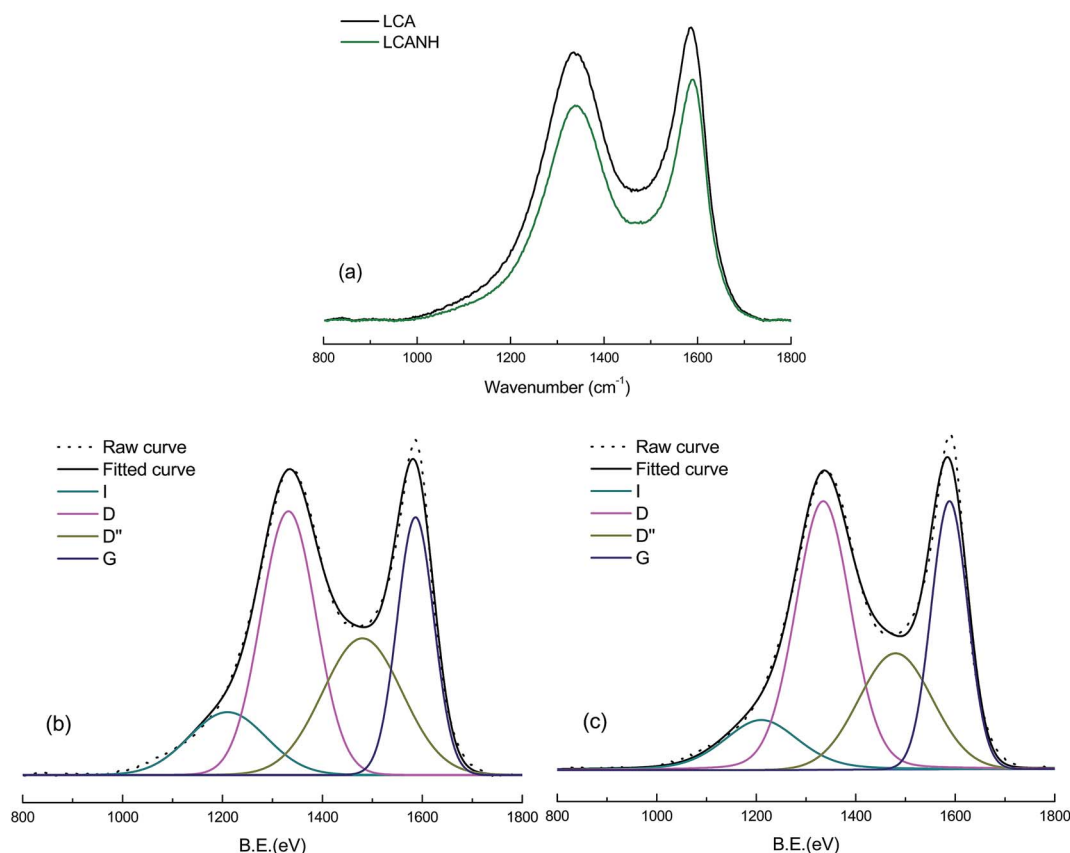 LCA
LCANH
(a)
800 1000 1200 1400 1600 1800
Wavenumber (cm⁻¹)
Raw curve
Fitted curve
I
D
D"
G
(b)
800 1000 1200 1400 1600 1800
B.E.(eV)
Raw curve
Fitted curve
I
D
D"
G
(c)
800 1000 1200 1400 1600 1800
B.E.(eV)